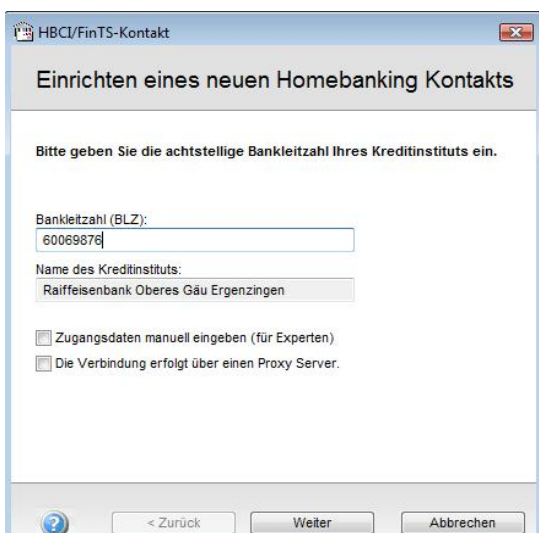 HBCI/FinTS-Kontakt
Einrichten eines neuen Homebanking Kontakts
Bitte geben Sie die achtstellige Bankleitzahl Ihres Kreditinstituts ein.
Bankleitzahl (BLZ):
60069876
Name des Kreditinstituts:
Raiffeisenbank Oberes Gäu Ergenzingen
Zugangsdaten manuell eingeben (für Experten)
Die Verbindung erfolgt über einen Proxy Server.
? < Zurück Weiter Abbrechen